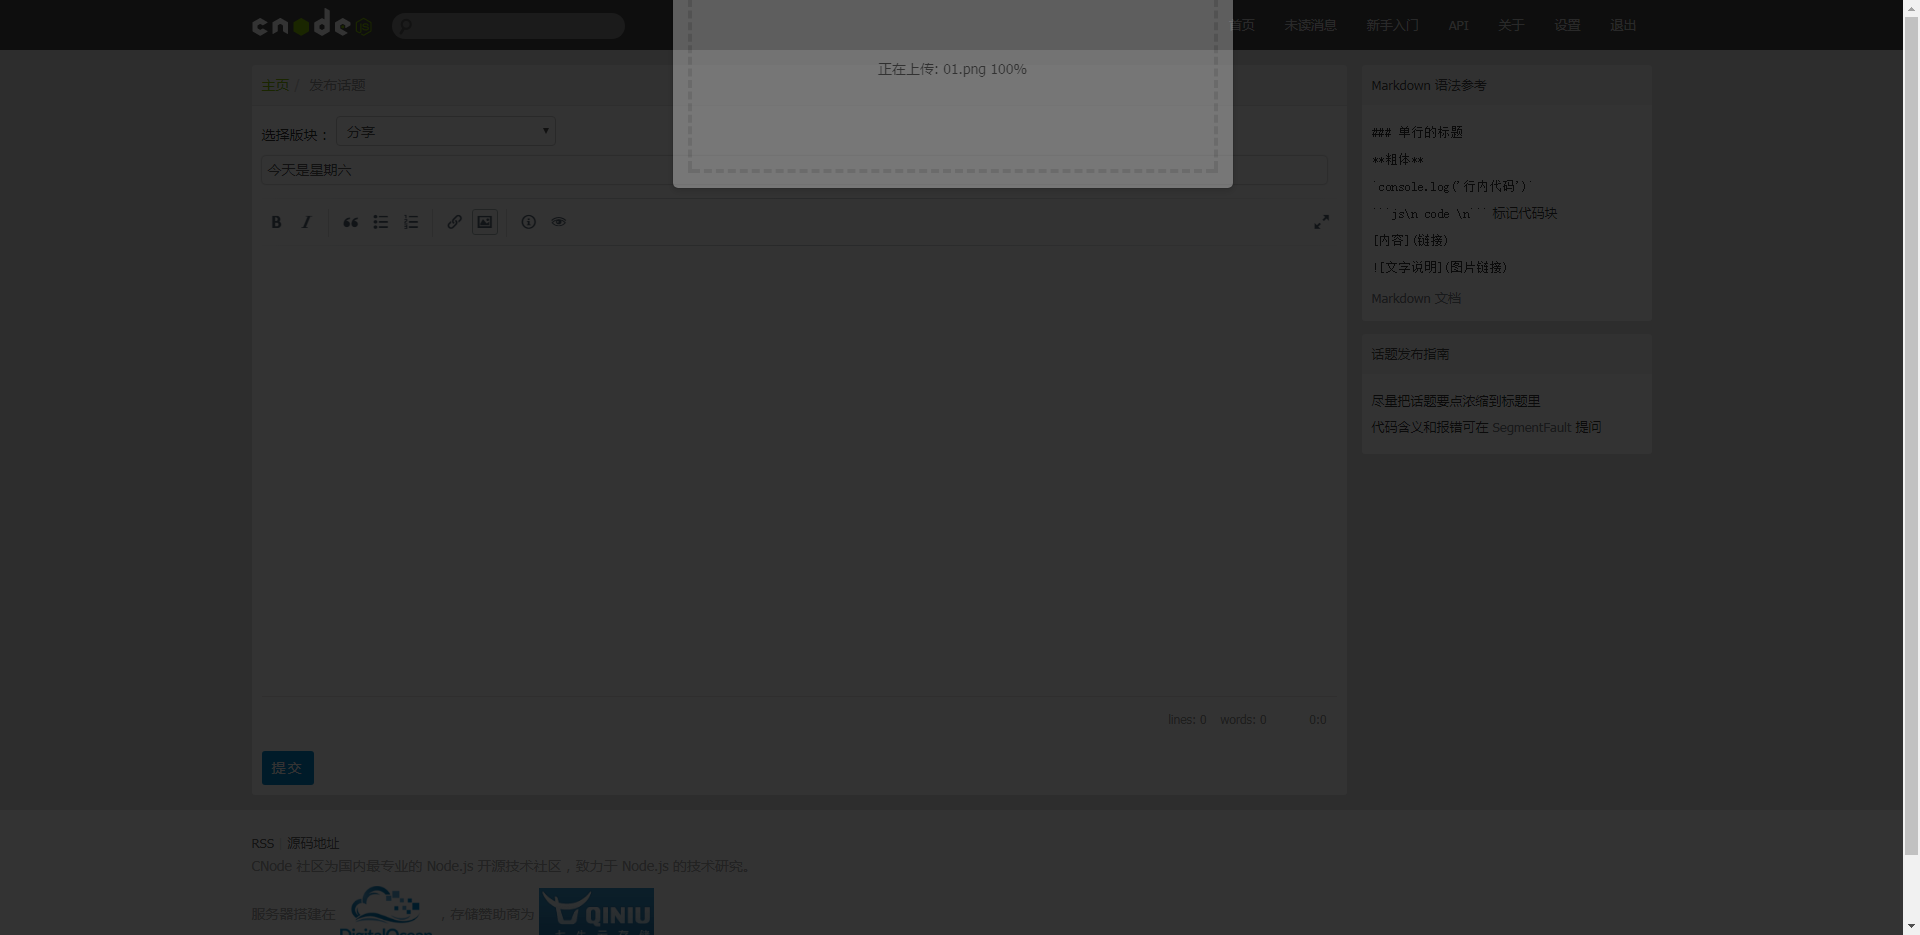 cnode JS
首页 未读消息 新手入门 API 关于 设置 退出
正在上传: 01.png 100%
主页 / 发布话题
选择版块： 分享
今天是星期六
lines: 0 words: 0 0:0
提交
Markdown 语法参考
### 单行的标题
**粗体**
`console.log('行内代码')`
```js\n code \n``` 标记代码块
[内容](链接)
![文字说明](图片链接)
Markdown 文档
话题发布指南
尽量把话题要点浓缩到标题里
代码含义和报错可在 SegmentFault 提问
RSS | 源码地址
CNode 社区为国内最专业的 Node.js 开源技术社区，致力于 Node.js 的技术研究。
服务器搭建在 DigitalOcean ，存储赞助商为 QINIU